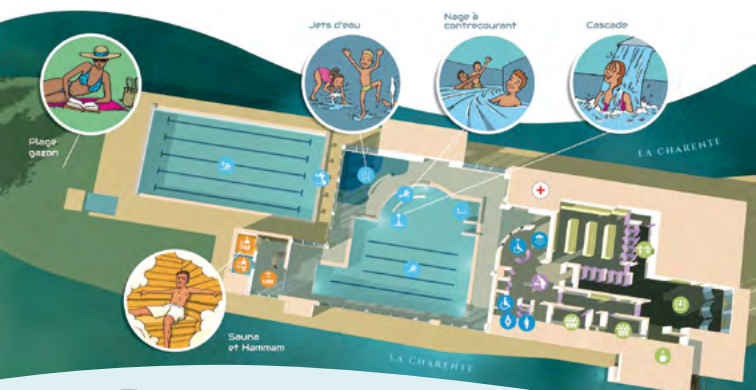 Jets d'eau
Nage à
contrecourant
Cascade
Plage
gazon
LA CHARENTE
Sauna
et Hammam
LA CHARENTE